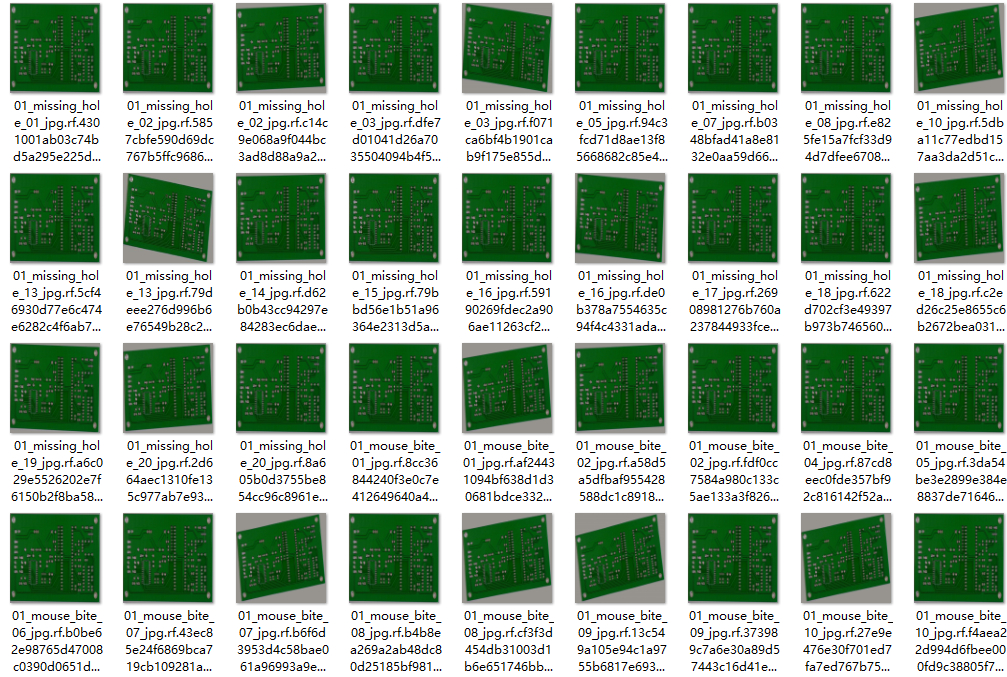 01_missing_hol
e_01_jpg.rf.430
1001ab03c74b
d5a295e225d...
01_missing_hol
e_02_jpg.rf.585
7cbfe590d69dc
767b5ffc9686...
01_missing_hol
e_02_jpg.rf.c14c
9e068a9f044bc
3ad8d88a9a2...
01_missing_hol
e_03_jpg.rf.dfe7
d01041d26a70
35504094b4f5...
01_missing_hol
e_03_jpg.rf.f071
ca6bf4b1901ca
b9f175e855d...
01_missing_hol
e_05_jpg.rf.94c3
fcd71d8ae13f8
5668682c85e4...
01_missing_hol
e_07_jpg.rf.b03
48bfad41a8e81
32e0aa59d66...
01_missing_hol
e_08_jpg.rf.e82
5fe15a7fcf33d9
4d7dfee6708...
01_missing_hol
e_10_jpg.rf.5db
a11c77edbd15
7aa3da2d51c...
01_missing_hol
e_13_jpg.rf.5cf4
6930d77e6c474
e6282c4f6ab7...
01_missing_hol
e_13_jpg.rf.79d
eee276d996b6
e76549b28c2...
01_missing_hol
e_14_jpg.rf.d62
b0b43cc94297e
84283ec6dae...
01_missing_hol
e_15_jpg.rf.79b
bd56e1b51a96
364e2313d5a...
01_missing_hol
e_16_jpg.rf.591
90269fdec2a90
6ae11263cf2...
01_missing_hol
e_16_jpg.rf.de0
b378a7554635c
94f4c4331ada...
01_missing_hol
e_17_jpg.rf.269
08981276b760a
237844933fce...
01_missing_hol
e_18_jpg.rf.622
d702cf3e49397
b973b746560...
01_missing_hol
e_18_jpg.rf.c2e
d26c25e8655c6
b2672bea031...
01_missing_hol
e_19_jpg.rf.a6c0
29e5526202e7f
6150b2f8ba58...
01_missing_hol
e_20_jpg.rf.2d6
64aec1310fe13
5c977ab7e93...
01_missing_hol
e_20_jpg.rf.8a6
05b0d3755be8
54cc96c8961e...
01_mouse_bite_
01_jpg.rf.8cc36
844240f3e0c7e
412649640a4...
01_mouse_bite_
01_jpg.rf.af2443
1094bf638d1d3
0681bdce332...
01_mouse_bite_
02_jpg.rf.a58d5
a5dfbaf955428
588dc1c8918...
01_mouse_bite_
02_jpg.rf.fdf0cc
7584a980c133c
5ae133a3f826...
01_mouse_bite_
04_jpg.rf.87cd8
eec0fde357bf9
2c816142f52a...
01_mouse_bite_
05_jpg.rf.3da54
be3e2899e384e
8837de71646...
01_mouse_bite_
06_jpg.rf.b0be6
2e98765d47008
c0390d0651d...
01_mouse_bite_
07_jpg.rf.43ec8
5e24f6869bca7
19cb109281a...
01_mouse_bite_
07_jpg.rf.b6f6d
3953d4c58bae0
61a96993a9e...
01_mouse_bite_
08_jpg.rf.b4b8e
a269a2ab48dc8
0d25185bf981...
01_mouse_bite_
08_jpg.rf.cf3f3d
454db31003d1
b6e651746bb...
01_mouse_bite_
09_jpg.rf.13c54
9a105e94c1a97
55b6817e693...
01_mouse_bite_
09_jpg.rf.37398
9c7a6e30a89d5
7443c16d41e...
01_mouse_bite_
10_jpg.rf.27e9e
476e30f701ed7
fa7ed767b75...
01_mouse_bite_
10_jpg.rf.f4aea2
2d994d6fbee00
0fd9c38805f7...